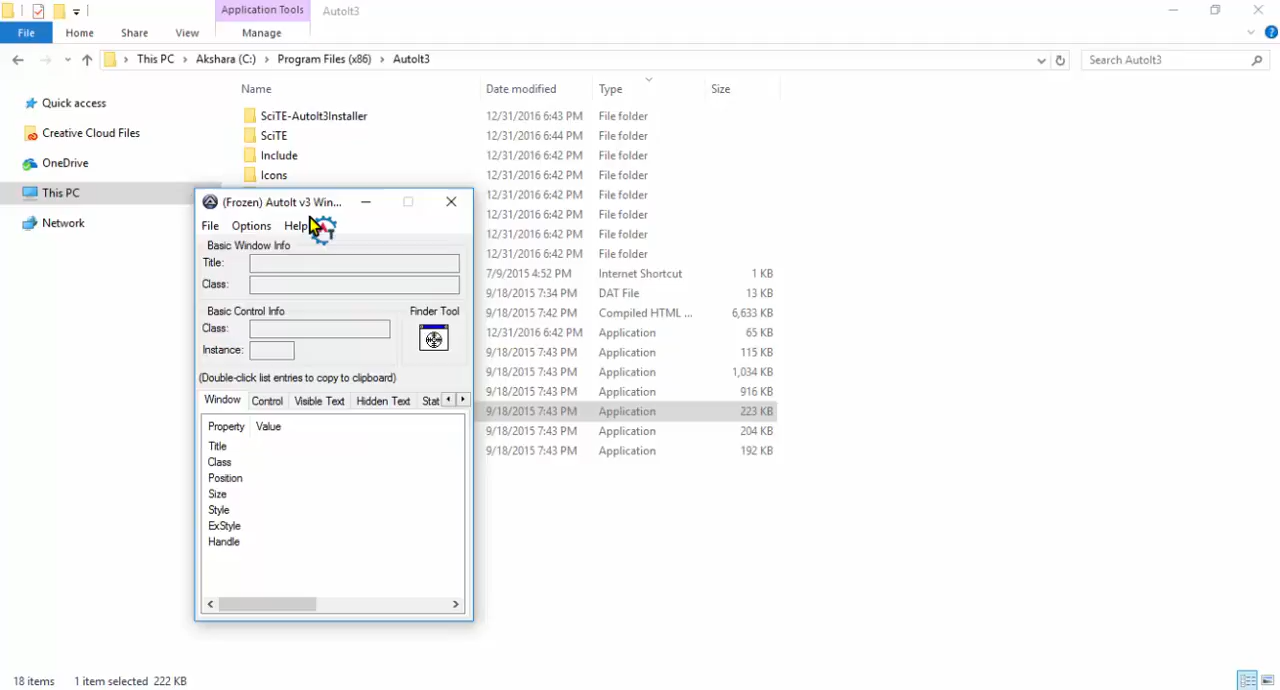 Application Tools
AutoIt3
File
Home
Share
View
Manage
This PC
Akshara (C:)
Program Files (x86)
AutoIt3
Search AutoIt3
Name
Date modified
Type
Size
Quick access
Creative Cloud Files
OneDrive
This PC
Network
SciTE-AutoIt3Installer 12/31/2016 6:43 PM File folder
SciTE 12/31/2016 6:44 PM File folder
Include 12/31/2016 6:42 PM File folder
Icons 12/31/2016 6:42 PM File folder
12/31/2016 6:42 PM File folder
12/31/2016 6:42 PM File folder
12/31/2016 6:42 PM File folder
12/31/2016 6:42 PM File folder
7/9/2015 4:52 PM Internet Shortcut 1 KB
9/18/2015 7:34 PM DAT File 13 KB
9/18/2015 7:42 PM Compiled HTML ... 6,633 KB
12/31/2016 6:42 PM Application 65 KB
9/18/2015 7:43 PM Application 115 KB
9/18/2015 7:43 PM Application 1,034 KB
9/18/2015 7:43 PM Application 916 KB
9/18/2015 7:43 PM Application 223 KB
9/18/2015 7:43 PM Application 204 KB
9/18/2015 7:43 PM Application 192 KB
(Frozen) AutoIt v3 Win...
File Options Help
Basic Window Info
Title:
Class:
Basic Control Info
Finder Tool
Class:
Instance:
(Double-click list entries to copy to clipboard)
Window Control Visible Text Hidden Text Stat
Property Value
Title
Class
Position
Size
Style
ExStyle
Handle
18 items 1 item selected 222 KB